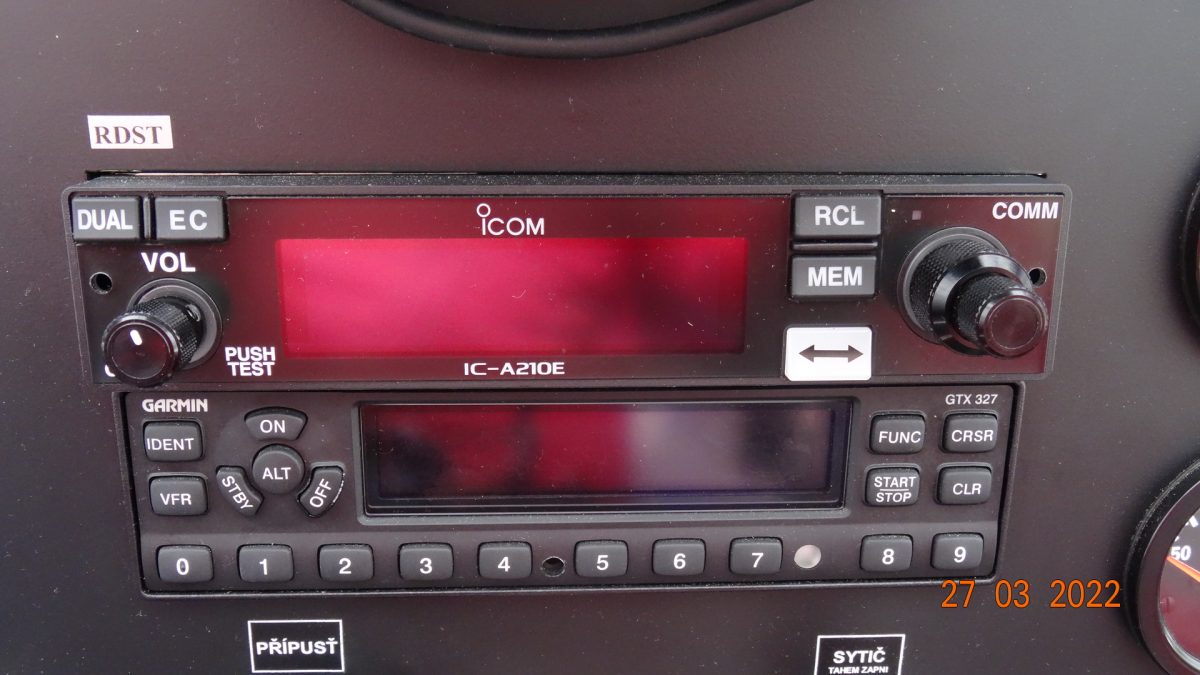 RDST
DUAL EC
ICOM
RCL
COMM
VOL
MEM
PUSH
TEST
IC-A210E
GARMIN
GTX 327
IDENT
ON
FUNC
CRSR
ALT
VFR
STBY
OFF
START
STOP
CLR
0 1 2 3 4 5 6 7 8 9
27 03 2022
PŘÍPUSŤ
SYTIČ
TAHEM ZAPNI
50